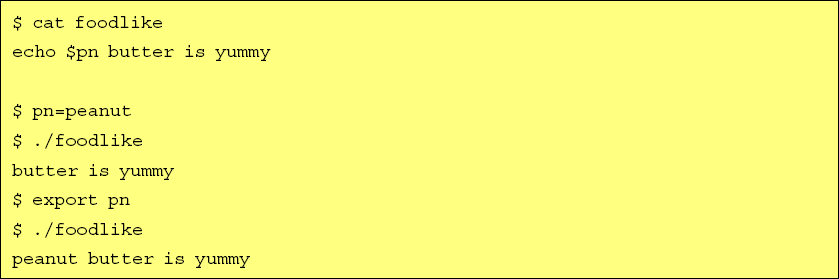 $ cat foodlike
echo $pn butter is yummy
$ pn=peanut
$ ./foodlike
butter is yummy
$ export pn
$ ./foodlike
peanut butter is yummy